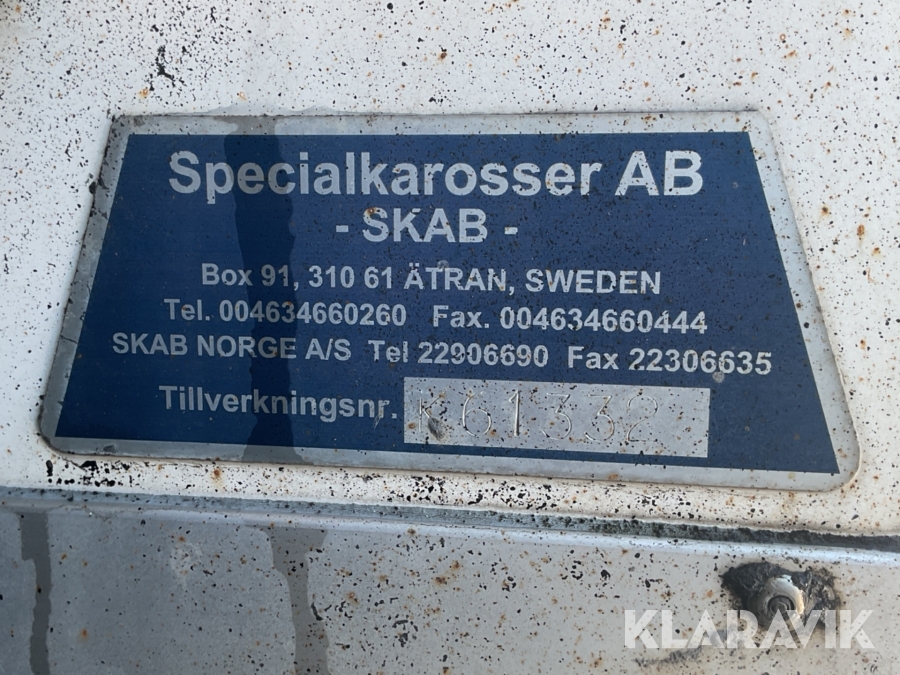 Specialkarosser AB
- SKAB -
Box 91, 310 61 ÄTRAN, SWEDEN
Tel. 004634660260 Fax. 004634660444
SKAB NORGE A/S Tel 22906690 Fax 22306635
Tillverkningsnr. K61332
KLARAVIK